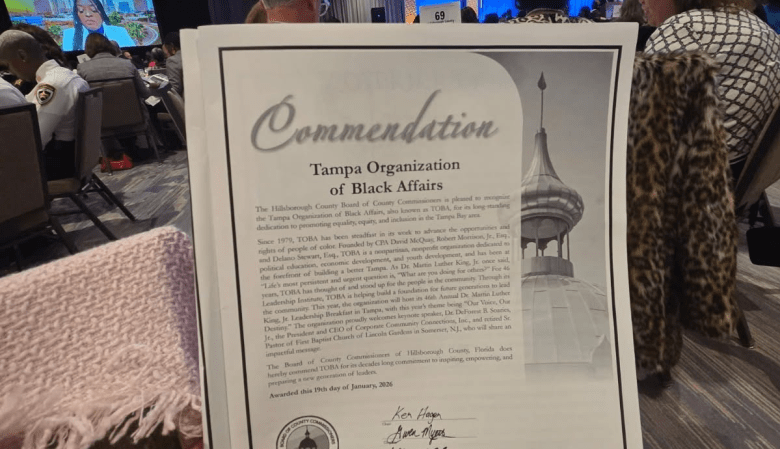 69
Commendation
Tampa Organization
of Black Affairs
The Hillsborough County Board of County Commissioners is pleased to recognize
the Tampa Organization of Black Affairs, also known as TOBA, for its long-standing
dedication to promoting equality, equity, and inclusion in the Tampa Bay area.
Since 1979, TOBA has been steadfast in its work to advance the opportunities and
rights of people of color. Founded by CPA David McQuay, Robert Morrison, Jr., Esq.,
and Delano Stewart, Esq., TOBA is a nonpartisan, nonprofit organization dedicated to
political education, economic development, and youth development, and has been at
the forefront of building a better Tampa. As Dr. Martin Luther King, Jr. once said,
"Life's most persistent and urgent question is, "What are you doing for others?" For 46
years, TOBA has thought of and stood up for the people in the community. Through its
Leadership Institute, TOBA is helping build a foundation for future generations to lead
the community. This year, the organization will host its 46th Annual Dr. Martin Luther
King, Jr. Leadership Breakfast in Tampa, with this year's theme being "Our Voice, Our
Destiny." The organization proudly welcomes keynote speaker, Dr. DeForest B. Soaries,
Jr., the President and CEO of Corporate Community Connections, Inc., and retired Sr.
Pastor of First Baptist Church of Lincoln Gardens in Somerset, N.J., who will share an
impactful message.
The Board of County Commissioners of Hillsborough County, Florida does
hereby commend TOBA for its decades long commitment to inspiring, empowering, and
preparing a new generation of leaders.
Awarded this 19th day of January, 2026
Ken Hagan
Gwen Myers
BOARD OF COUNTY COMMISSIONERS